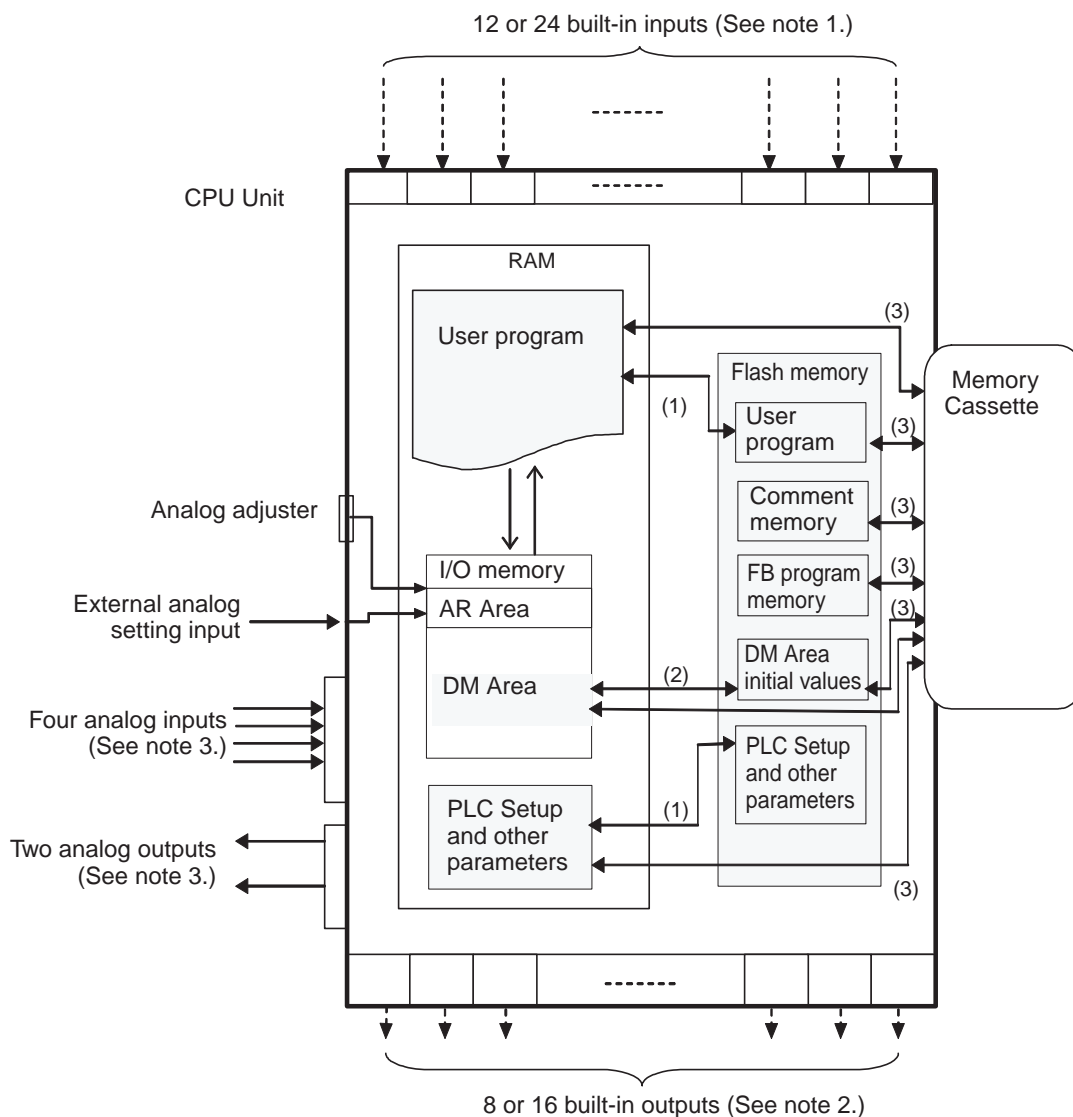 12 or 24 built-in inputs (See note 1.)
CPU Unit
RAM
User program
(3)
(1)
Flash memory
User
program
(3)
Memory
Cassette
Comment
memory
(3)
Analog adjuster
I/O memory
AR Area
FB program
memory
(3)
External analog
setting input
(3)
DM Area
(2)
DM Area
initial values
Four analog inputs
(See note 3.)
PLC Setup
and other
parameters
PLC Setup
and other
parameters
(1)
(3)
Two analog outputs
(See note 3.)
8 or 16 built-in outputs (See note 2.)